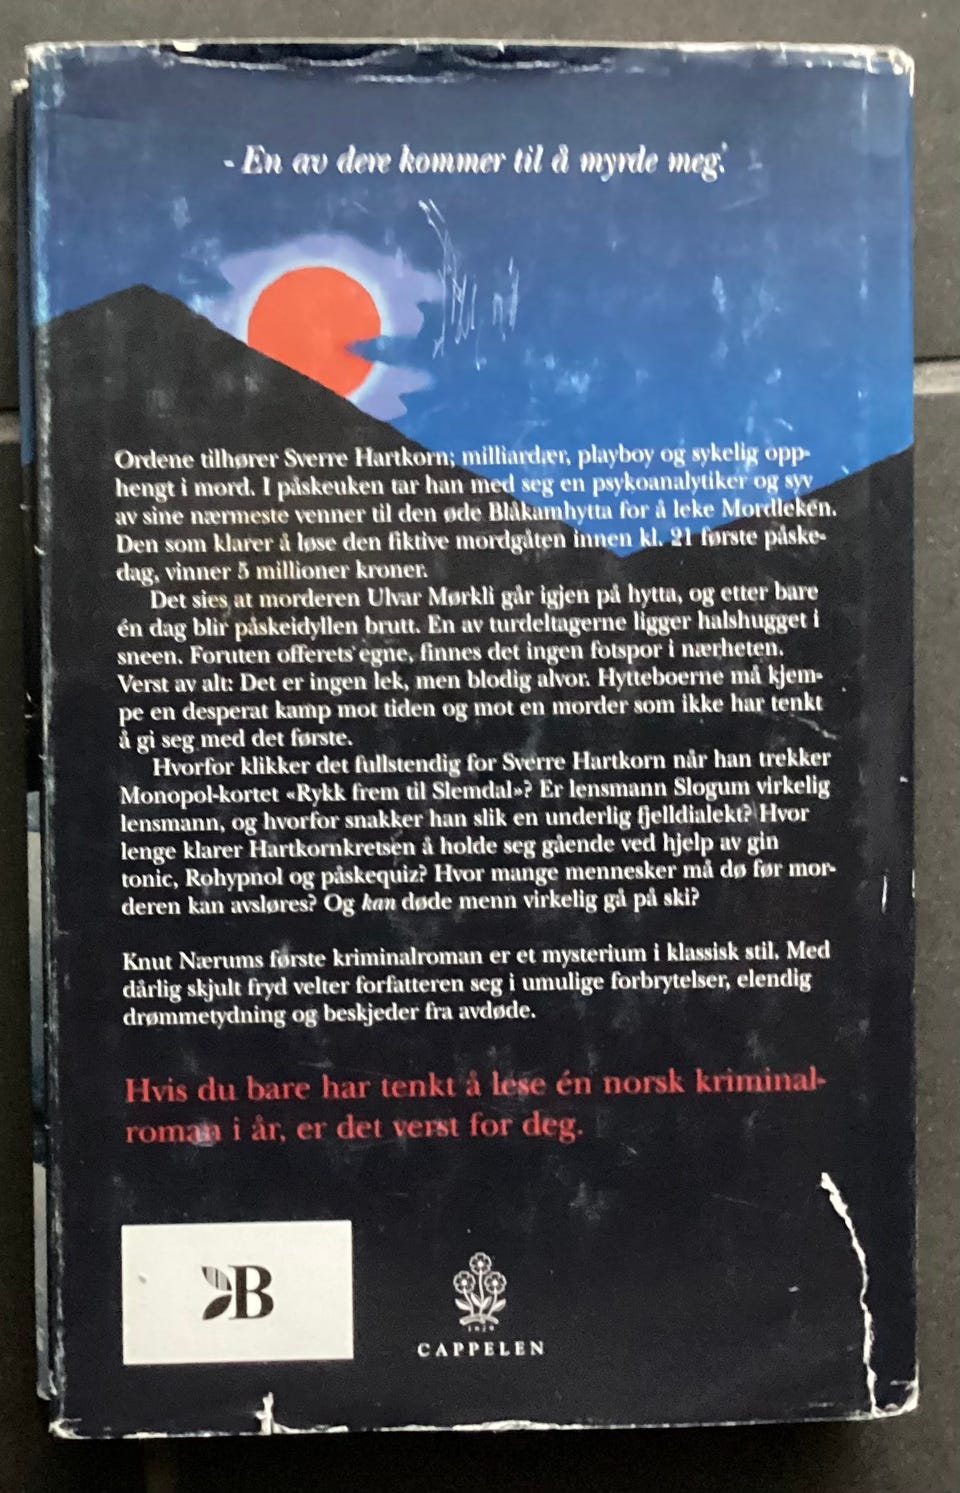 - En av dere kommer til å myrde meg.
Ordene tilhører Sverre Hartkorn; milliardær, playboy og sykelig opp-
hengt i mord. I påskeuken tar han med seg en psykoanalytiker og syv
av sine nærmeste venner til den øde Blåkamhytta for å leke Mordleken.
Den som klarer å løse den fiktive mordgåten innen kl. 21 første påske-
dag, vinner 5 millioner kroner.
Det sies at morderen Ulvar Mørkli går igjen på hytta, og etter bare
én dag blir påskeidyllen brutt. En av turdeltagerne ligger halshugget i
sneen. Foruten offerets egne, finnes det ingen fotspor i nærheten.
Verst av alt: Det er ingen lek, men blodig alvor. Hytteboerne må kjem-
pe en desperat kamp mot tiden og mot en morder som ikke har tenkt
å gi seg med det første.
Hvorfor klikker det fullstendig for Sverre Hartkorn når han trekker
Monopol-kortet «Rykk frem til Slemdal»? Er lensmann Slogum virkelig
lensmann, og hvorfor snakker han slik en underlig fjelldialekt? Hvor
lenge klarer Hartkornkretsen å holde seg gående ved hjelp av gin
tonic, Rohypnol og påskequiz? Hvor mange mennesker må dø før mor-
deren kan avsløres? Og kan døde menn virkelig gå på ski?
Knut Nærums første kriminalroman er et mysterium i klassisk stil. Med
dårlig skjult fryd velter forfatteren seg i umulige forbrytelser, elendig
drømmetydning og beskjeder fra avdøde.
Hvis du bare har tenkt å lese én norsk kriminal-
roman i år, er det verst for deg.
B
1829
CAPPELEN